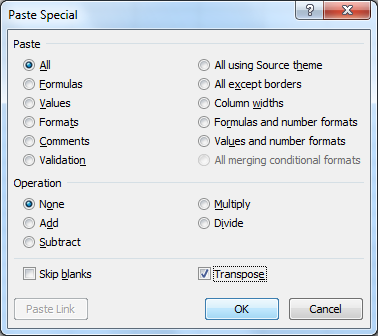 Paste Special
Paste
All
All using Source theme
Formulas
All except borders
Values
Column widths
Formats
Formulas and number formats
Comments
Values and number formats
Validation
All merging conditional formats
Operation
None
Multiply
Add
Divide
Subtract
Skip blanks
Transpose
Paste Link
OK
Cancel